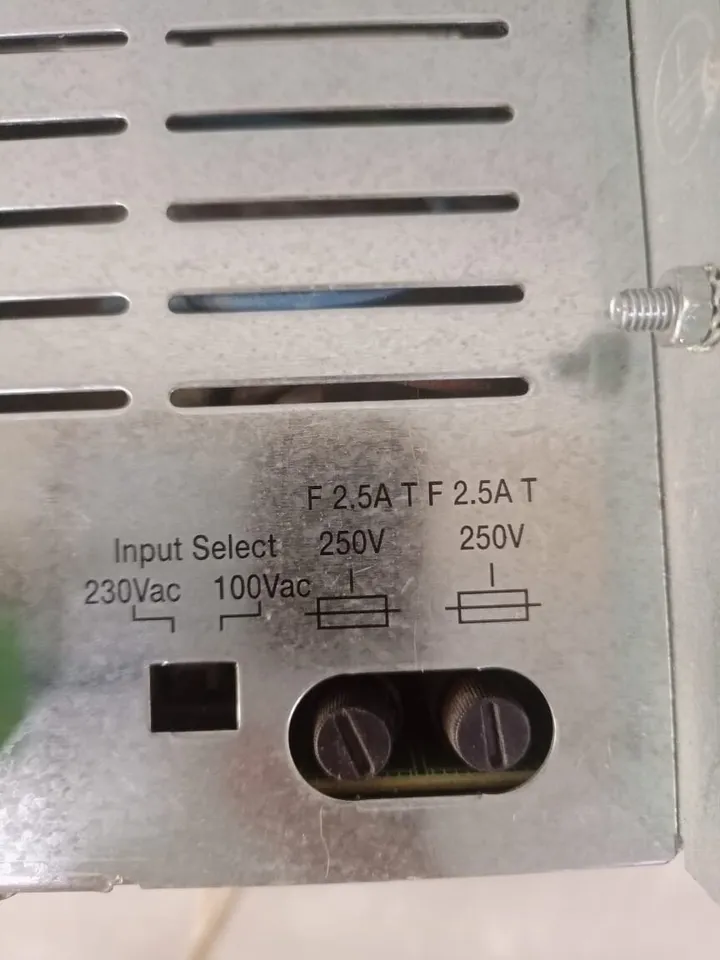 F 2.5A T F 2.5A T
Input Select 250V 250V
230Vac 100Vac